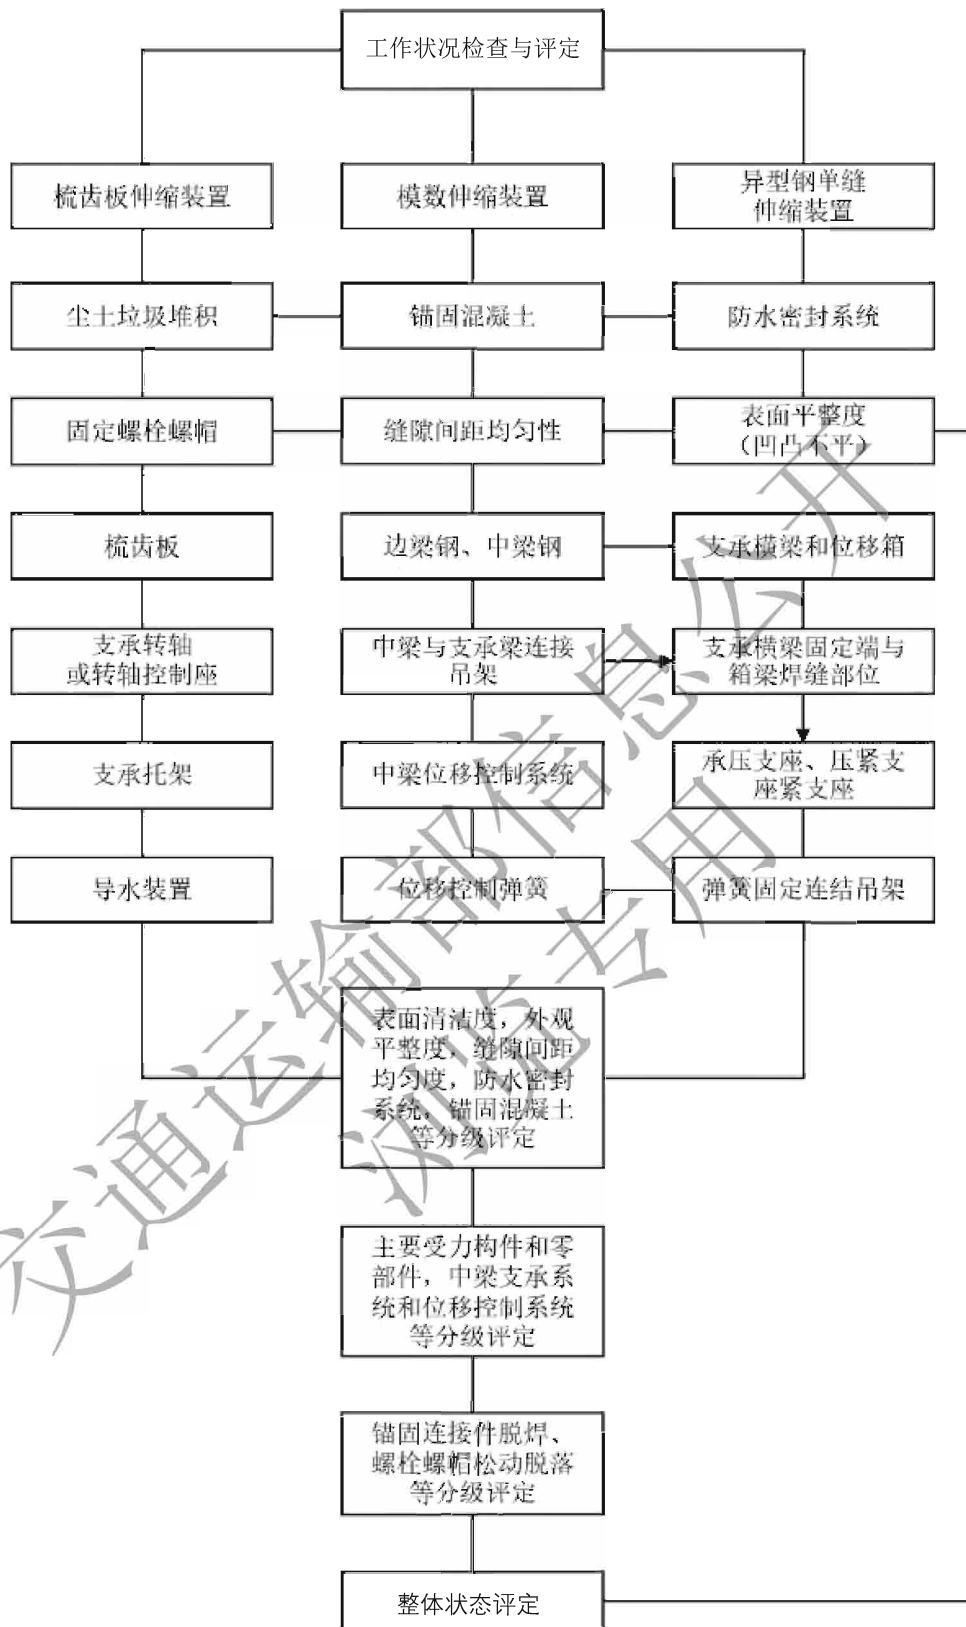 工作状况检查与评定
梳齿板伸缩装置
模数伸缩装置
异型钢单缝
伸缩装置
尘土垃圾堆积
锚固混凝土
防水密封系统
固定螺栓螺帽
缝隙间距均匀性
表面平整度
（凹凸不平）
梳齿板
边梁钢、中梁钢
支承横梁和位移箱
支承转轴
或转轴控制座
中梁与支承梁连接
吊架
支承横梁固定端与
箱梁焊缝部位
支承托架
中梁位移控制系统
承压支座、压紧支
座紧支座
导水装置
位移控制弹簧
弹簧固定连结吊架
表面清洁度，外观
平整度，缝隙间距
均匀度，防水密封
系统，锚固混凝土
等分级评定
主要受力构件和零
部件，中梁支承系
统和位移控制系统
等分级评定
锚固连接件脱焊、
螺栓螺帽松动脱落
等分级评定
整体状态评定
交通运输部信息公开
浏览专用